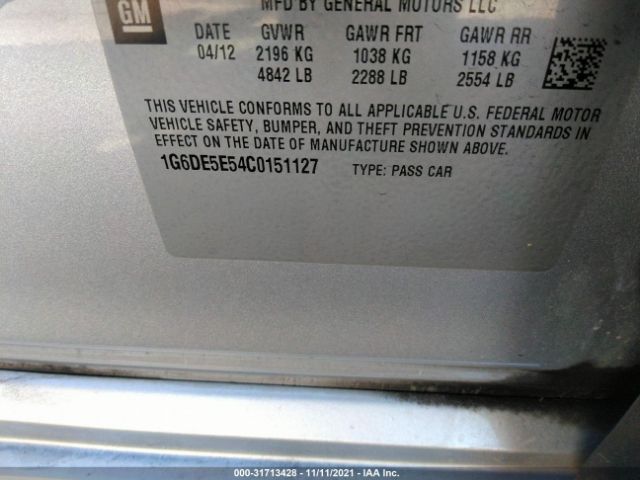 GM
MFD BY GENERAL MOTORS LLC
DATE GVWR GAWR FRT GAWR RR
04/12 2196 KG 1038 KG 1158 KG
4842 LB 2288 LB 2554 LB
THIS VEHICLE CONFORMS TO ALL APPLICABLE U.S. FEDERAL MOTOR
VEHICLE SAFETY, BUMPER, AND THEFT PREVENTION STANDARDS IN
EFFECT ON THE DATE OF MANUFACTURE SHOWN ABOVE.
1G6DE5E54C0151127 TYPE: PASS CAR
000-31713428 - 11/11/2021 - IAA Inc.